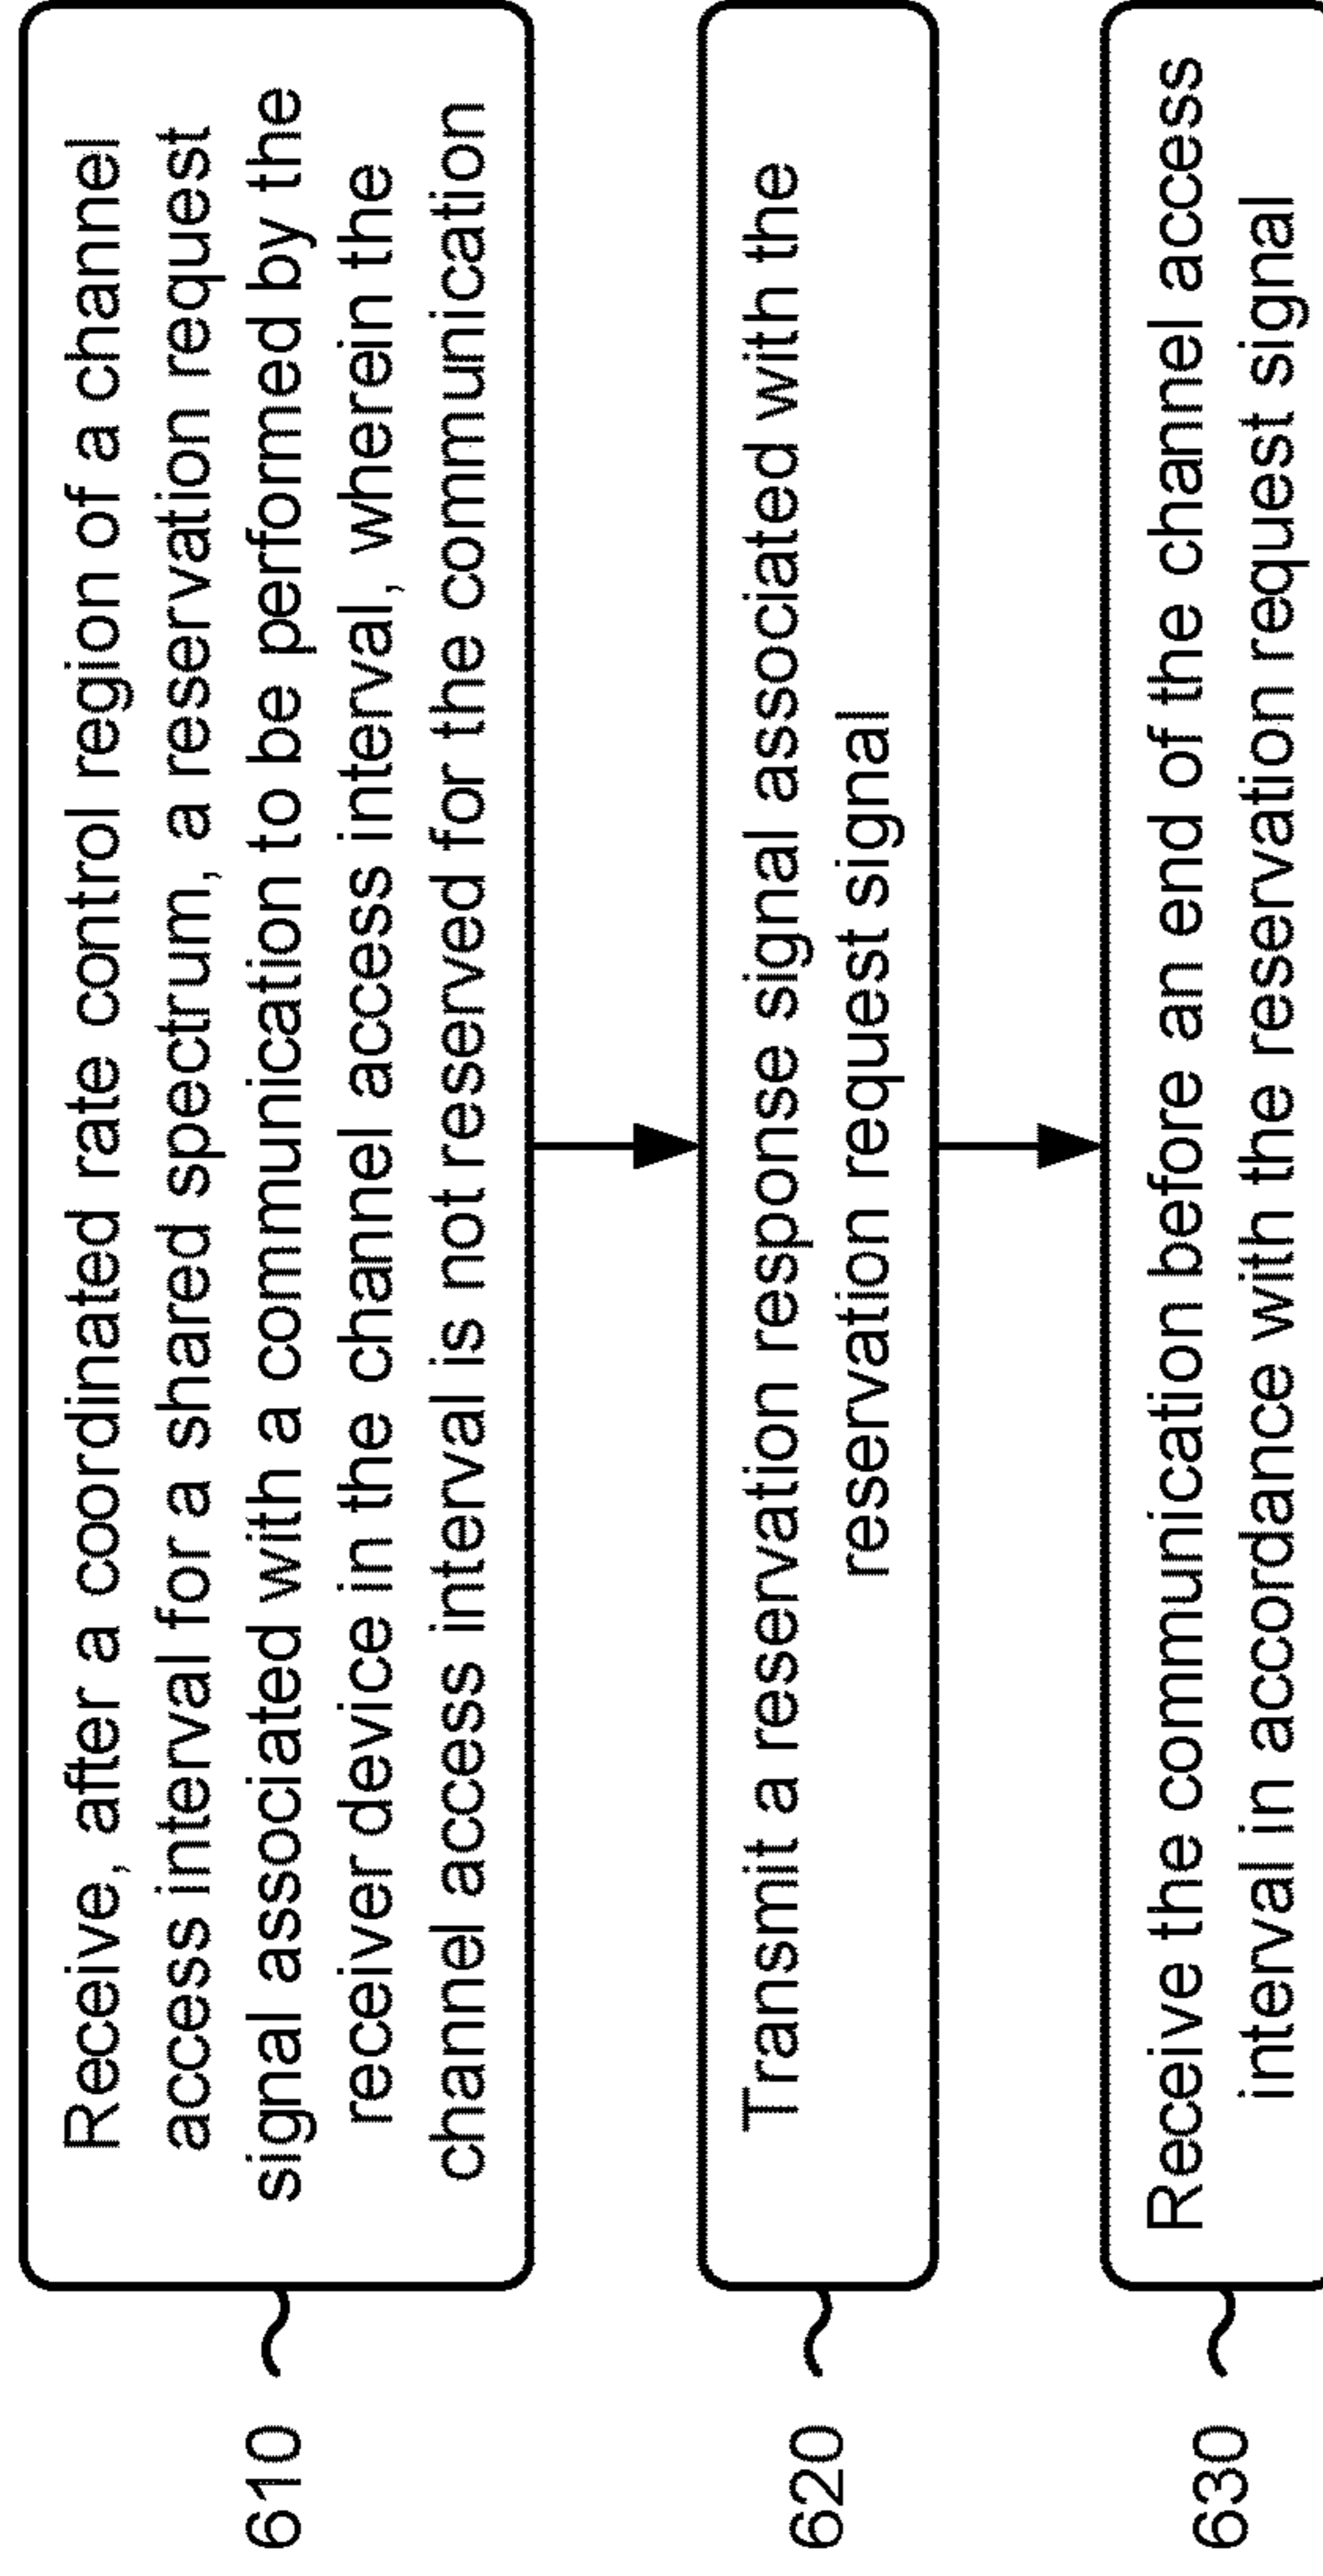 610
Receive, after a coordinated rate control region of a channel
access interval for a shared spectrum, a reservation request
signal associated with a communication to be performed by the
receiver device in the channel access interval, wherein the
channel access interval is not reserved for the communication
620
Transmit a reservation response signal associated with the
reservation request signal
630
Receive the communication before an end of the channel access
interval in accordance with the reservation request signal